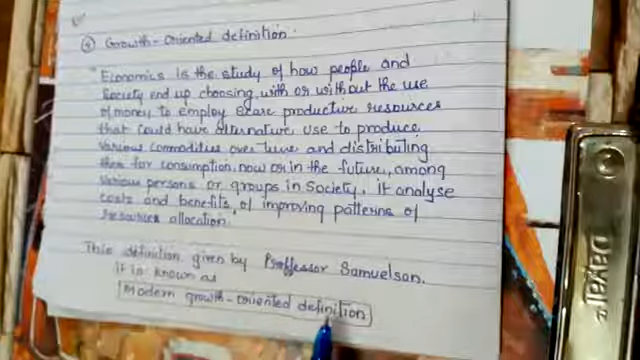 ④ Growth-Oriented definition.
"Economics is the study of how people and
Society end up choosing, with or without the use
of money, to employ scare productive resources
that could have alternature use to produce
various commodities over time and distributing
them for consumption, now or in the future, among
various persons or groups in society. It analyse
costs and benefits, of improving patterns of
resources allocation.
This definition given by Proffessor Samuelson.
it is known as
Modern growth-oriented definition
Dayal